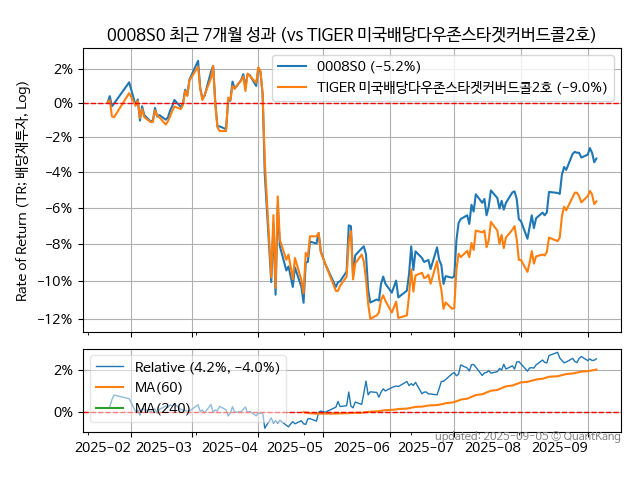 0008S0 최근 7개월 성과 (vs TIGER 미국배당다우존스타겟커버드콜2호)
Rate of Return (TR; 배당재투자, Log)
2%
0%
−2%
−4%
−6%
−8%
−10%
−12%
0008S0 (−5.2%)
TIGER 미국배당다우존스타겟커버드콜2호 (−9.0%)
2%
0%
Relative (4.2%, −4.0%)
MA(60)
MA(240)
updated: 2025-09-05 © QuantKang
2025-02 2025-03 2025-04 2025-05 2025-06 2025-07 2025-08 2025-09